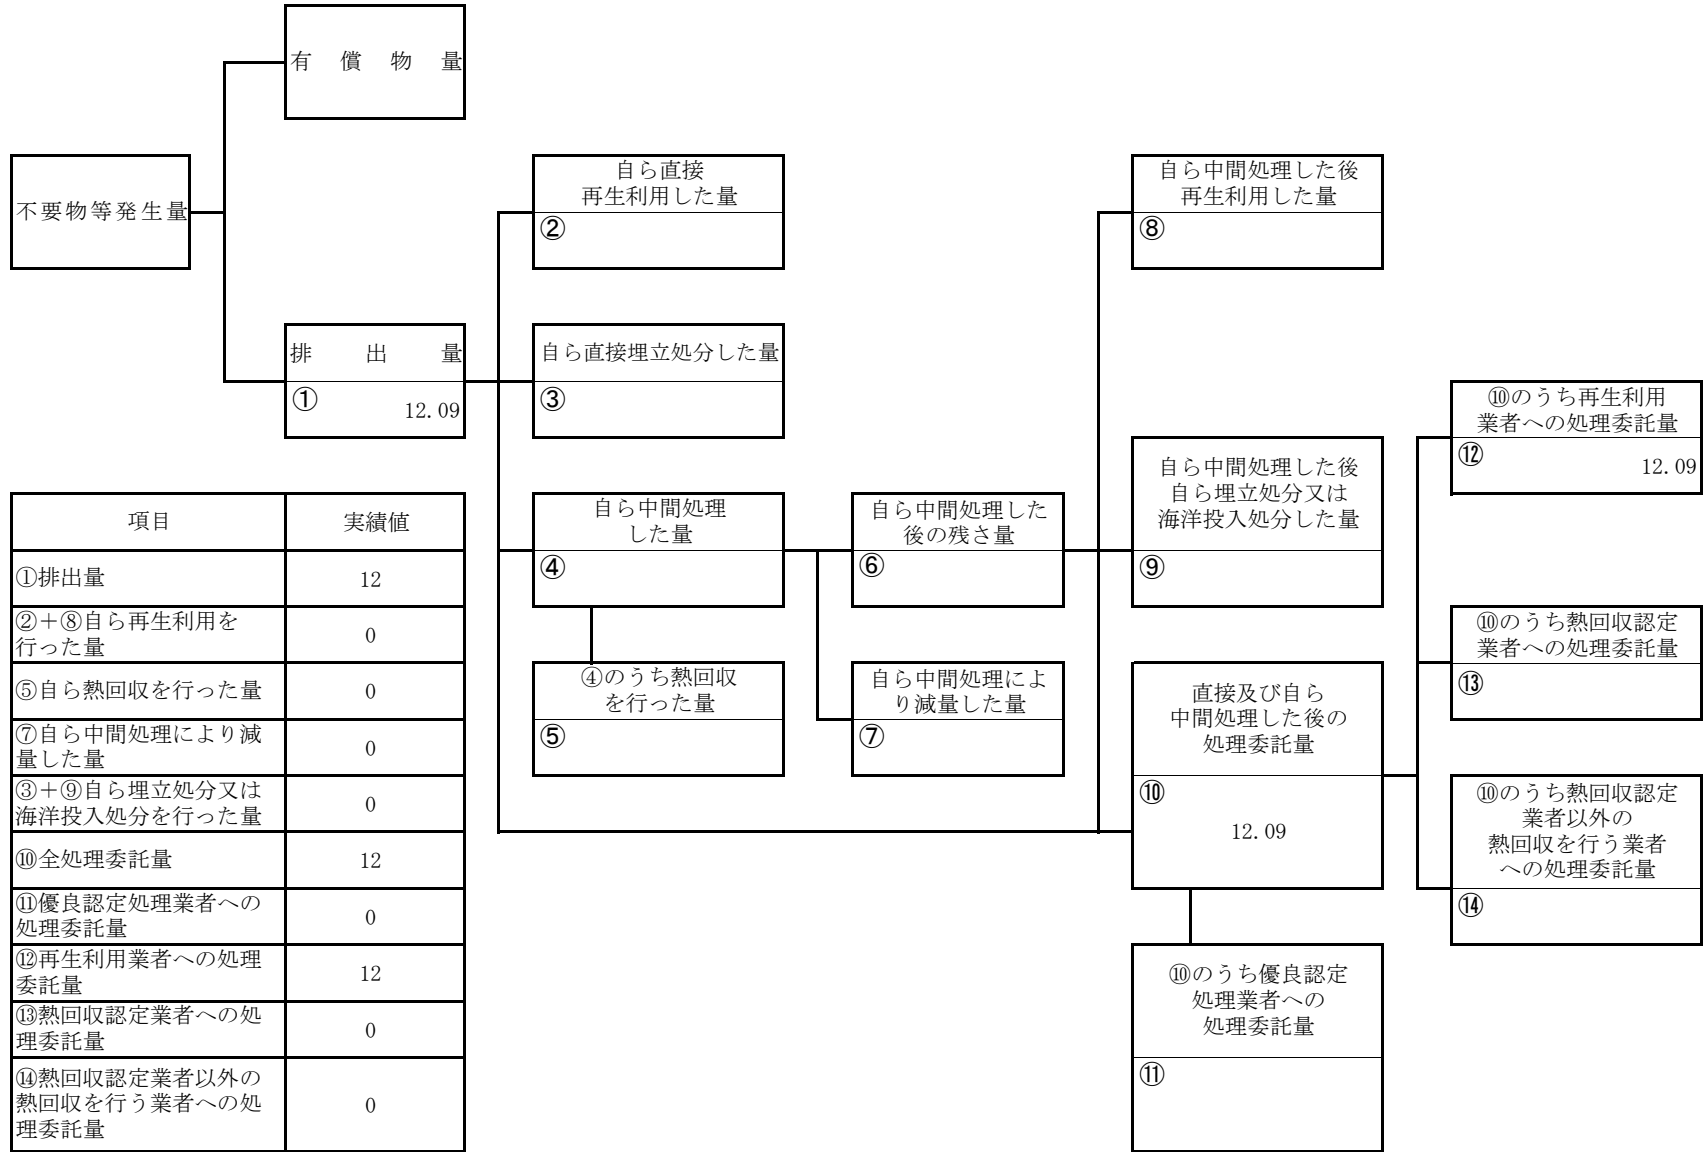 有償物量
不要物等発生量
排出量
①
12.09
自ら直接
再生利用した量
②
自ら直接埋立処分した量
③
自ら中間処理
した量
④
④のうち熱回収
を行った量
⑤
自ら中間処理した
後の残さ量
⑥
自ら中間処理によ
り減量した量
⑦
自ら中間処理した後
再生利用した量
⑧
自ら中間処理した後
自ら埋立処分又は
海洋投入処分した量
⑨
直接及び自ら
中間処理した後の
処理委託量
⑩
12.09
⑩のうち優良認定
処理業者への
処理委託量
⑪
⑩のうち再生利用
業者への処理委託量
⑫
12.09
⑩のうち熱回収認定
業者への処理委託量
⑬
⑩のうち熱回収認定
業者以外の
熱回収を行う業者
への処理委託量
⑭
項目 実績値
①排出量 12
②＋⑧自ら再生利用を
行った量 0
⑤自ら熱回収を行った量 0
⑦自ら中間処理により減
量した量 0
③＋⑨自ら埋立処分又は
海洋投入処分を行った量 0
⑩全処理委託量 12
⑪優良認定処理業者への
処理委託量 0
⑫再生利用業者への処理
委託量 12
⑬熱回収認定業者への処
理委託量 0
⑭熱回収認定業者以外の
熱回収を行う業者への処
理委託量 0